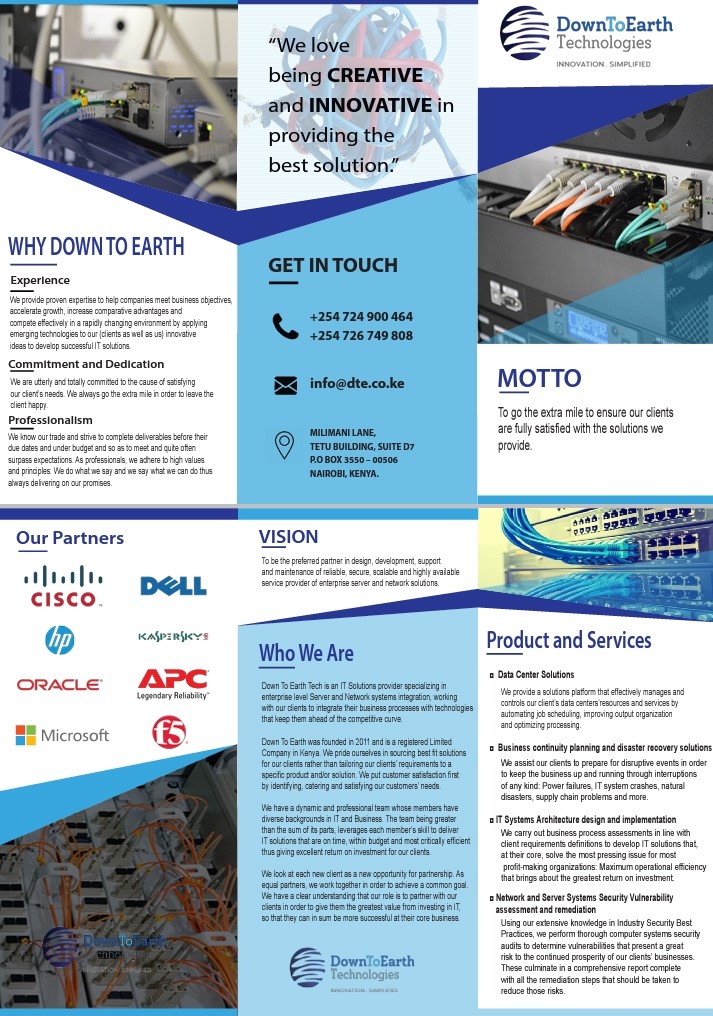 “We love
being CREATIVE
and INNOVATIVE in
providing the
best solution.”
DownToEarth
Technologies
INNOVATION . SIMPLIFIED
WHY DOWN TO EARTH
Experience
We provide proven expertise to help companies meet business objectives,
accelerate growth, increase comparative advantages and
compete effectively in a rapidly changing environment by applying
emerging technologies to our (clients as well as us) innovative
ideas to develop successful IT solutions.
Commitment and Dedication
We are utterly and totally committed to the cause of satisfying
our client’s needs. We always go the extra mile in order to leave the
client happy.
Professionalism
We know our trade and strive to complete deliverables before their
due dates and under budget and so as to meet and quite often
surpass expectations. As professionals, we adhere to high values
and principles: We do what we say and we say what we can do thus
always delivering on our promises.
GET IN TOUCH
+254 724 900 464
+254 726 749 808
info@dte.co.ke
MILIMANI LANE,
TETU BUILDING, SUITE D7
P.O BOX 3550 – 00506
NAIROBI, KENYA.
MOTTO
To go the extra mile to ensure our clients
are fully satisfied with the solutions we
provide.
Our Partners
CISCO
DELL
hp
KASPERSKY
ORACLE
APC
Legendary Reliability
Microsoft
f5
DownToEarth
Technologies
INNOVATION . SIMPLIFIED
VISION
To be the preferred partner in design, development, support
and maintenance of reliable, secure, scalable and highly available
service provider of enterprise server and network solutions.
Who We Are
Down To Earth Tech is an IT Solutions provider specializing in
enterprise level Server and Network systems integration, working
with our clients to integrate their business processes with technologies
that keep them ahead of the competitive curve.
Down To Earth was founded in 2011 and is a registered Limited
Company in Kenya. We pride ourselves in sourcing best fit solutions
for our clients rather than tailoring our clients’ requirements to a
specific product and/or solution. We put customer satisfaction first
by identifying, catering and satisfying our customers’ needs.
We have a dynamic and professional team whose members have
diverse backgrounds in IT and Business. The team being greater
than the sum of its parts, leverages each member’s skill to deliver
IT solutions that are on time, within budget and most critically efficient
thus giving excellent return on investment for our clients.
We look at each new client as a new opportunity for partnership. As
equal partners, we work together in order to achieve a common goal.
We have a clear understanding that our role is to partner with our
clients in order to give them the greatest value from investing in IT,
so that they can in sum be more successful at their core business.
DownToEarth
Technologies
INNOVATION . SIMPLIFIED
Product and Services
Data Center Solutions
We provide a solutions platform that effectively manages and
controls our client’s data centers’resources and services by
automating job scheduling, improving output organization
and optimizing processing.
Business continuity planning and disaster recovery solutions
We assist our clients to prepare for disruptive events in order
to keep the business up and running through interruptions
of any kind: Power failures, IT system crashes, natural
disasters, supply chain problems and more.
IT Systems Architecture design and implementation
We carry out business process assessments in line with
client requirements definitions to develop IT solutions that,
at their core, solve the most pressing issue for most
profit-making organizations: Maximum operational efficiency
that brings about the greatest return on investment.
Network and Server Systems Security Vulnerability
assessment and remediation
Using our extensive knowledge in Industry Security Best
Practices, we perform thorough computer systems security
audits to determine vulnerabilities that present a great
risk to the continued prosperity of our clients’ businesses.
These culminate in a comprehensive report complete
with all the remediation steps that should be taken to
reduce those risks.